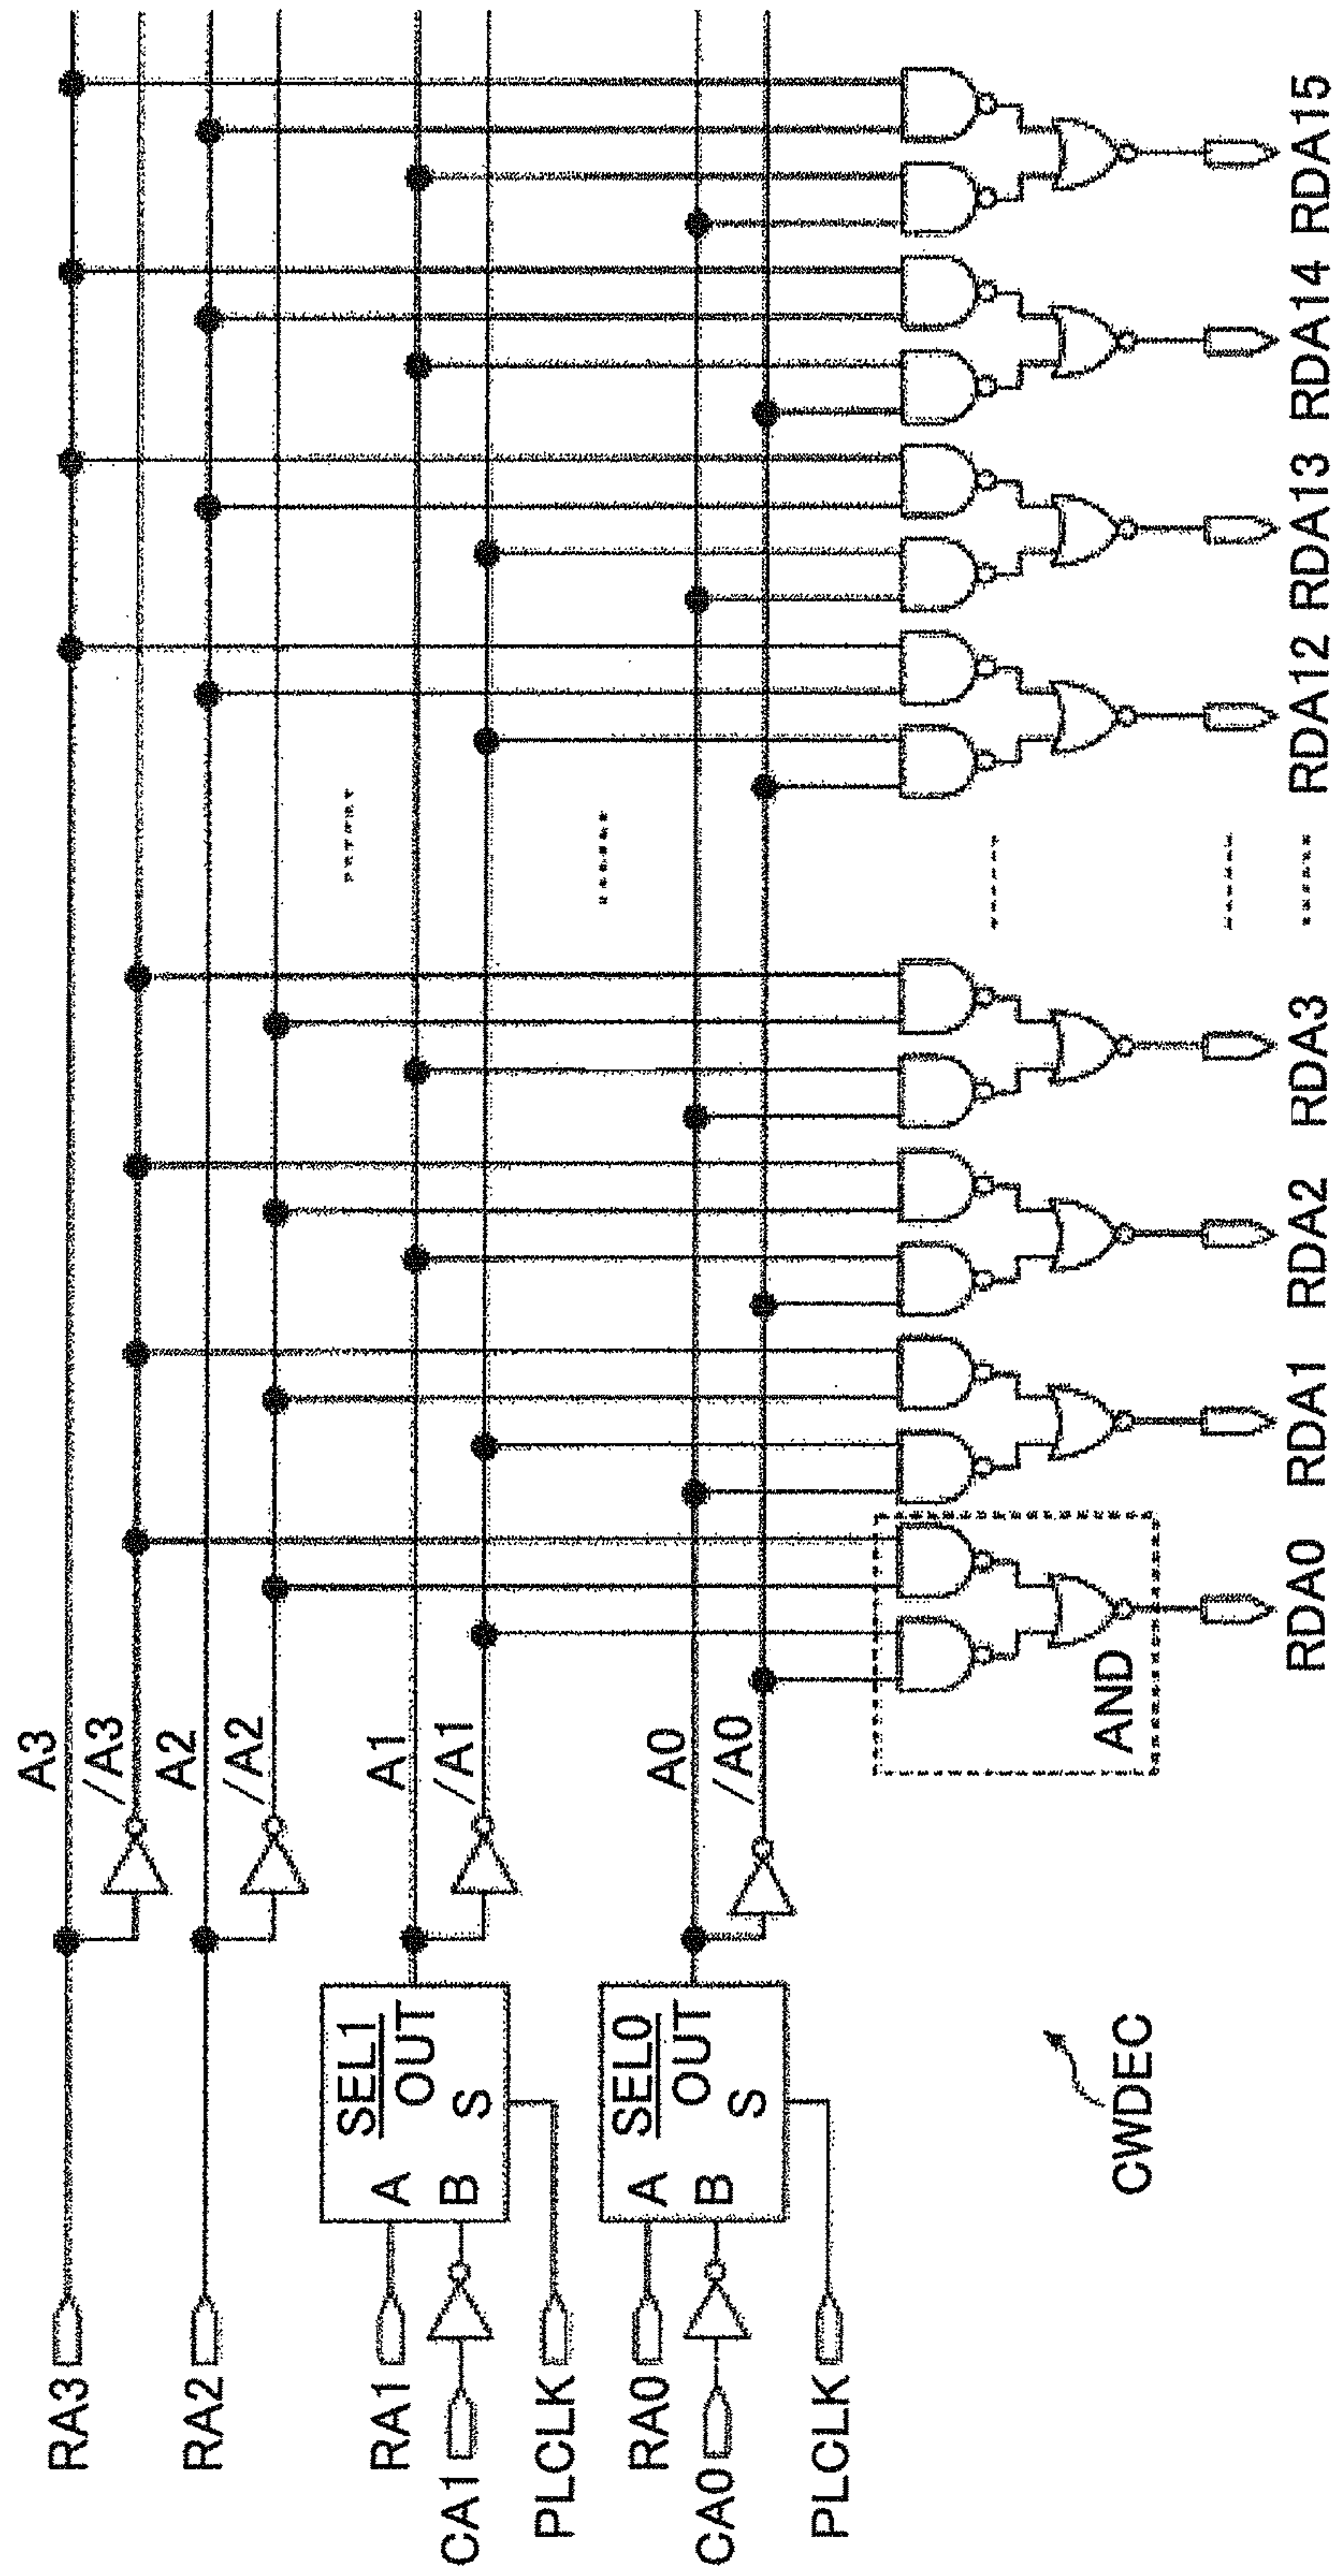 RA3
RA2
RA1
CA1
PLCLK
RA0
CA0
PLCLK
A
B
SEL1
OUT
S
A
B
SEL0
OUT
S
A3
/A3
A2
/A2
A1
/A1
A0
/A0
AND
CWDEC
RDA0
RDA1
RDA2
RDA3
RDA12
RDA13
RDA14
RDA15